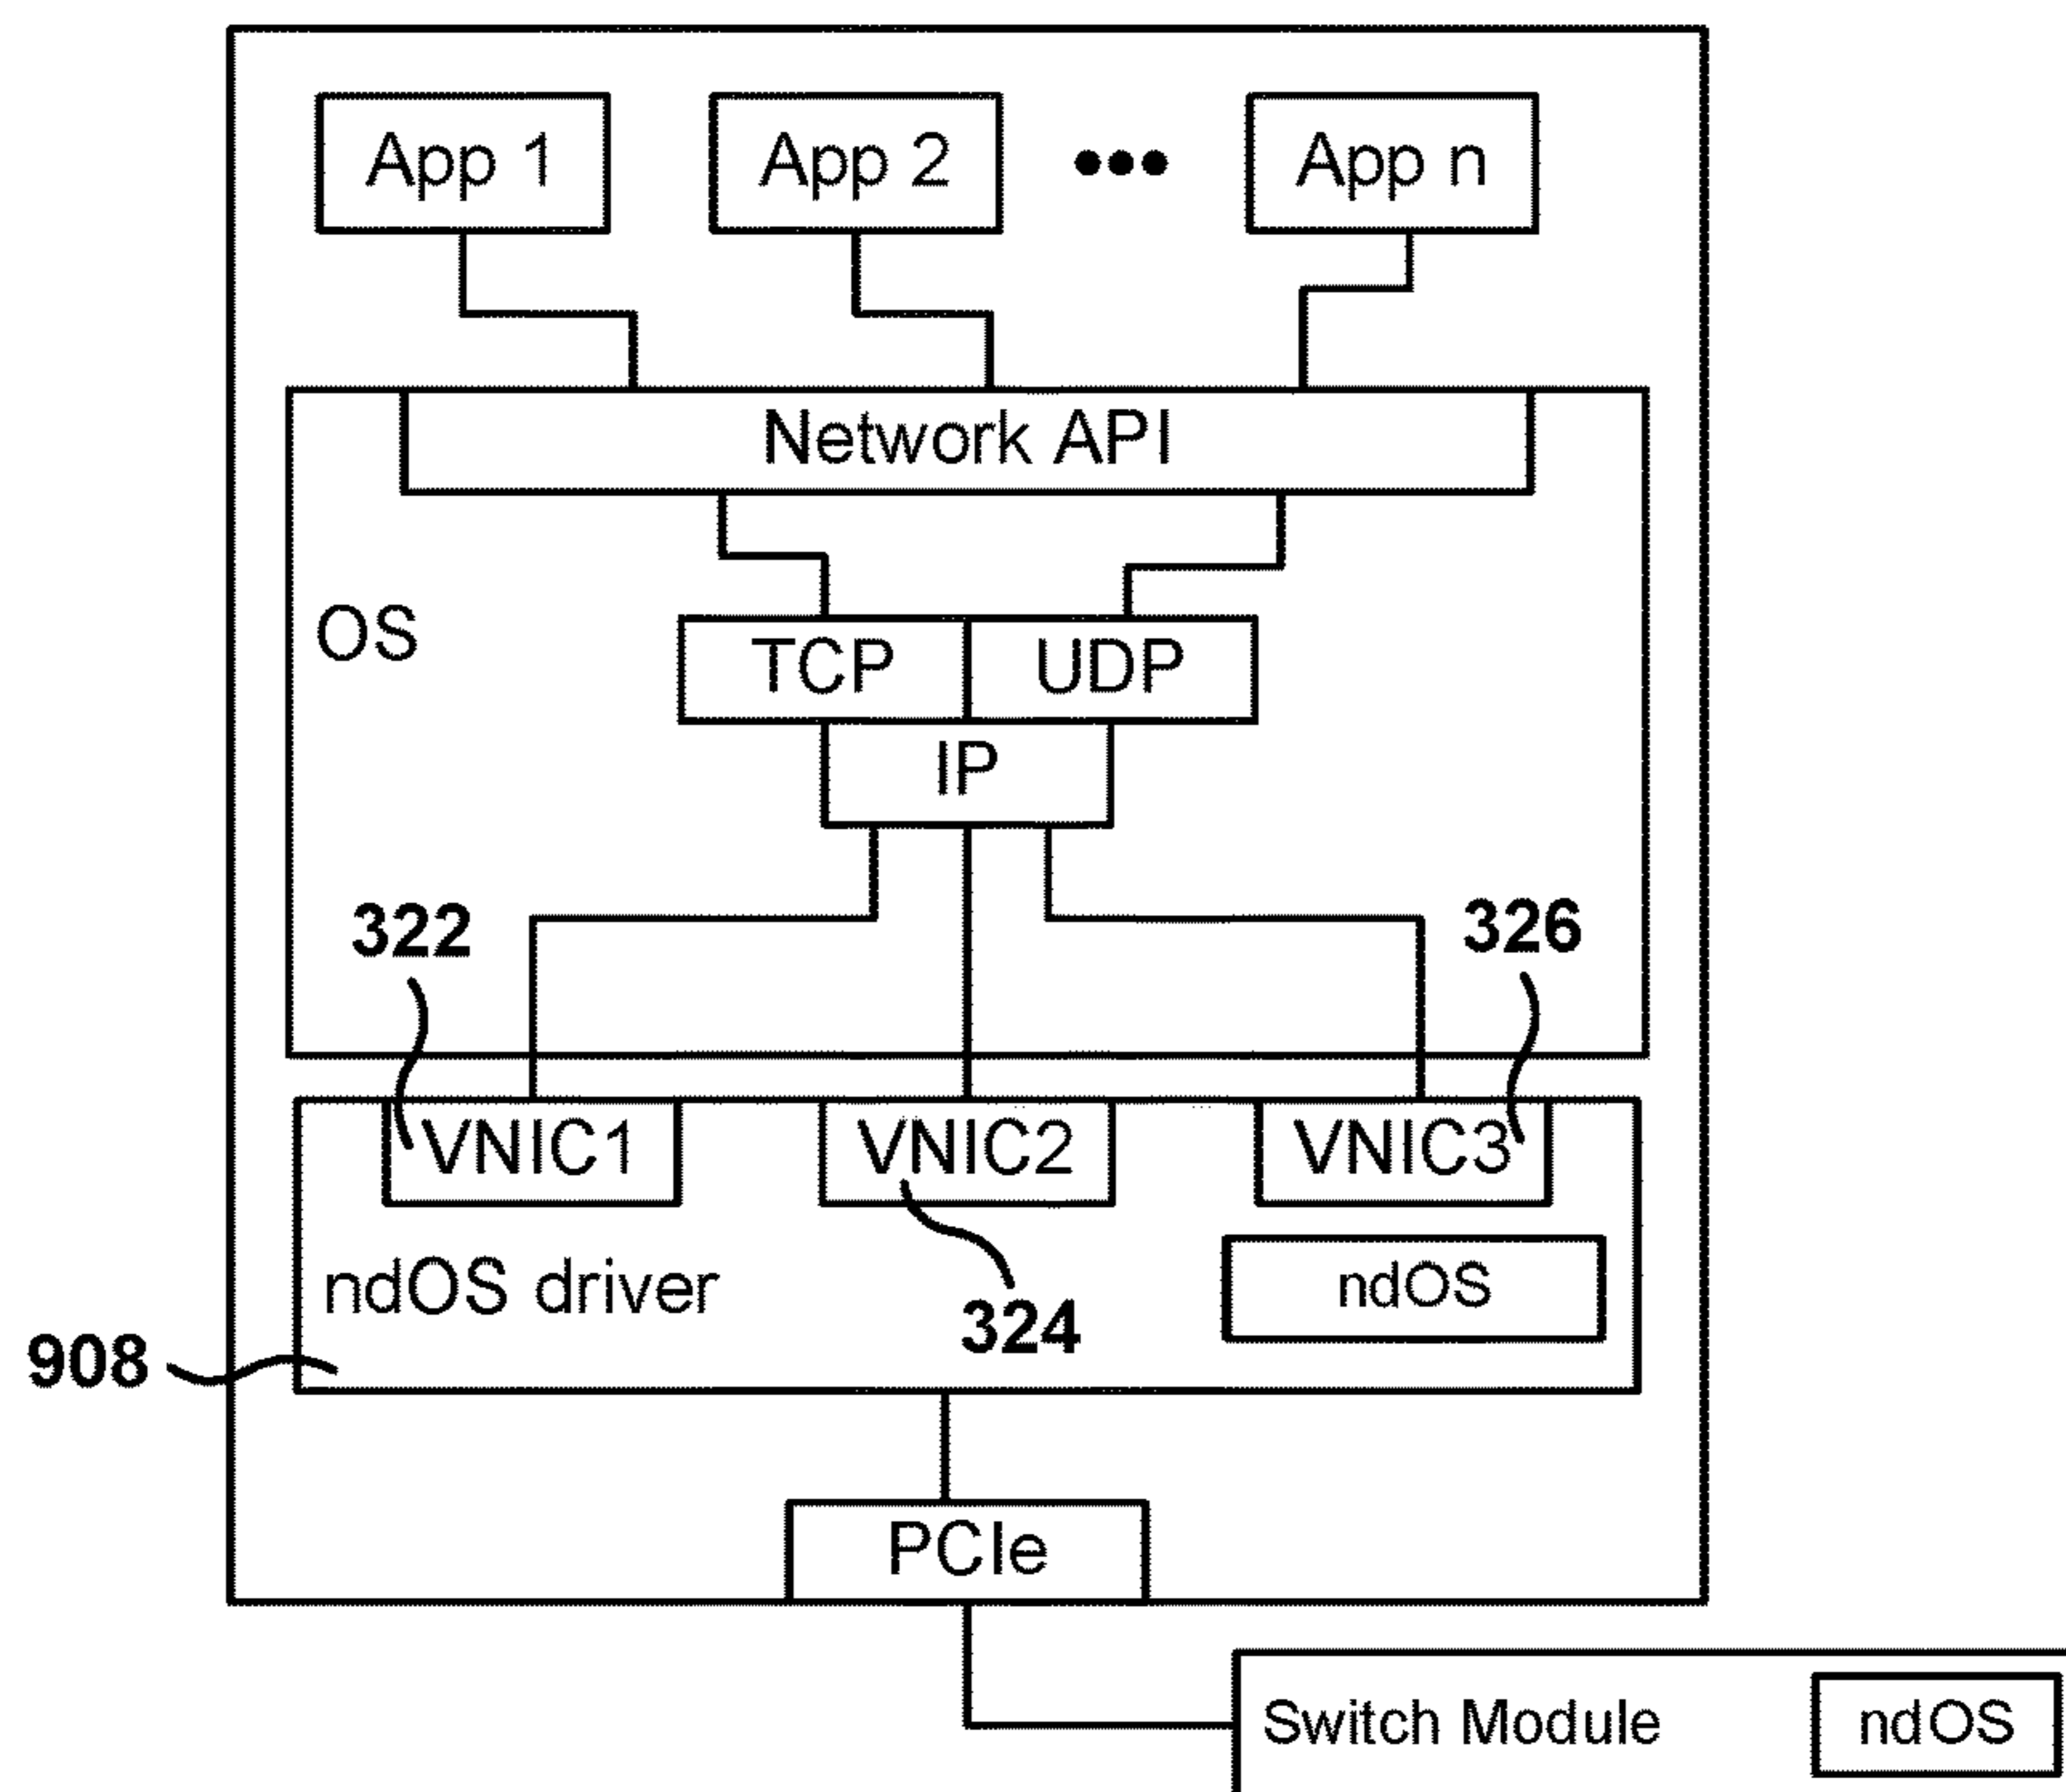 App 1
App 2
•••
App n
Network API
OS
TCP
UDP
IP
322
326
VNIC1
VNIC2
VNIC3
ndOS driver
ndOS
324
908
PCIe
Switch Module
ndOS